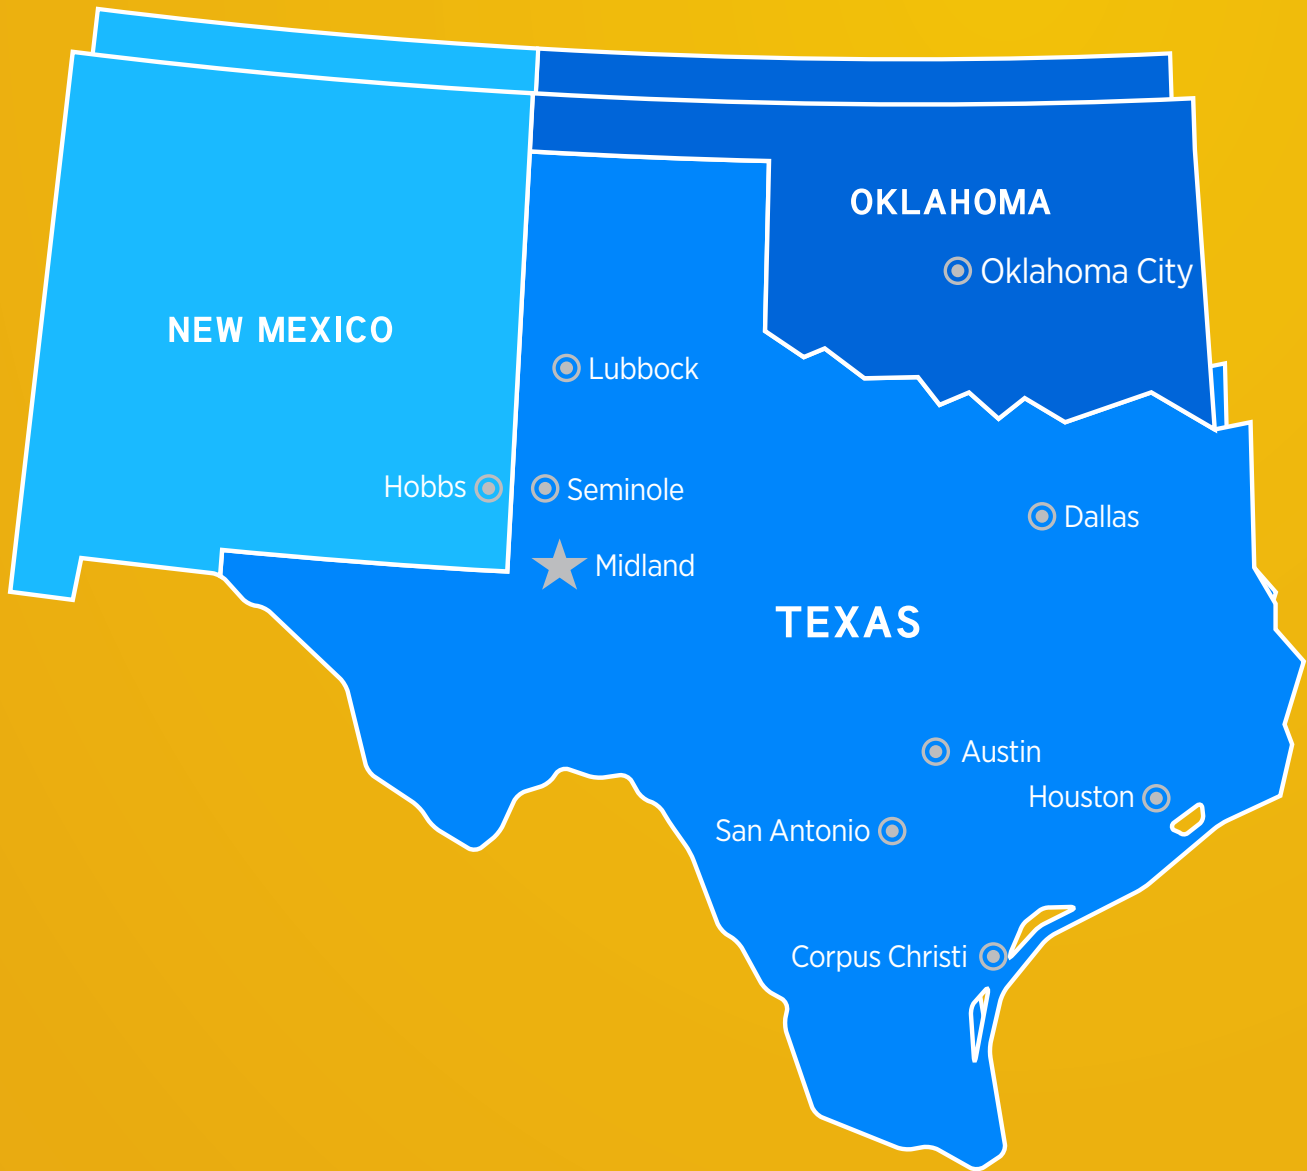 OKLAHOMA
Oklahoma City
NEW MEXICO
Lubbock
Hobbs
Seminole
Dallas
Midland
TEXAS
Austin
Houston
San Antonio
Corpus Christi